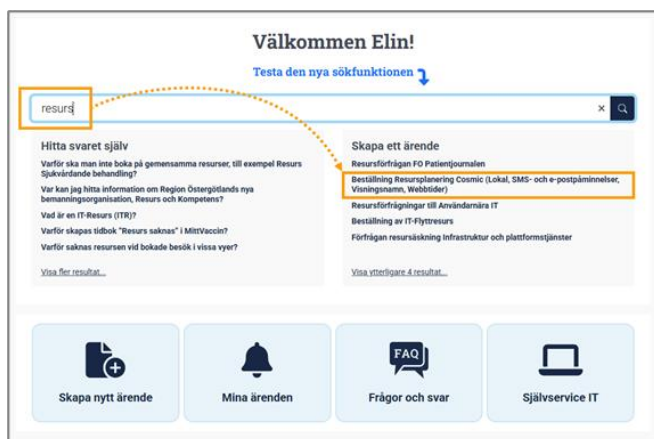 Välkommen Elin!
Testa den nya sökfunktionen
resurs
×
Hitta svaret själv
Varför ska man inte boka på gemensamma resurser, till exempel Resurs
Sjukvårdande behandling?
Var kan jag hitta information om Region Östergötlands nya
bemanningsorganisation, Resurs och Kompetens?
Vad är en IT-Resurs (ITR)?
Varför skapas tidbok "Resurs saknas" i MittVaccin?
Varför saknas resursen vid bokade besök i vissa vyer?
Visa fler resultat...
Skapa ett ärende
Resursförfrågan FO Patientjournalen
Beställning Resursplanering Cosmic (Lokal, SMS- och e-postpåminnelser,
Visningsnamn, Webbtider)
Resursförfrågningar till Användarnära IT
Beställning av IT-Flyttresurs
Förfrågan resursäskning Infrastruktur och plattformstjänster
Visa ytterligare 4 resultat...
Skapa nytt ärende
Mina ärenden
FAQ
Frågor och svar
Självservice IT